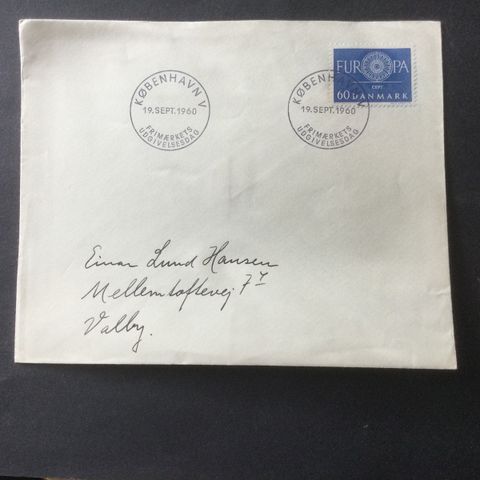 KØBENHAVN V
19.SEPT.1960
FRIMÆRKETS
UDGIVELSESDAG
KØBENHAVN V
19.SEPT.1960
FRIMÆRKETS
UDGIVELSESDAG
EUROPA
CEPT
60 DANMARK
Einar Lund Hansen
Mellemtoftevej 7
Valby.